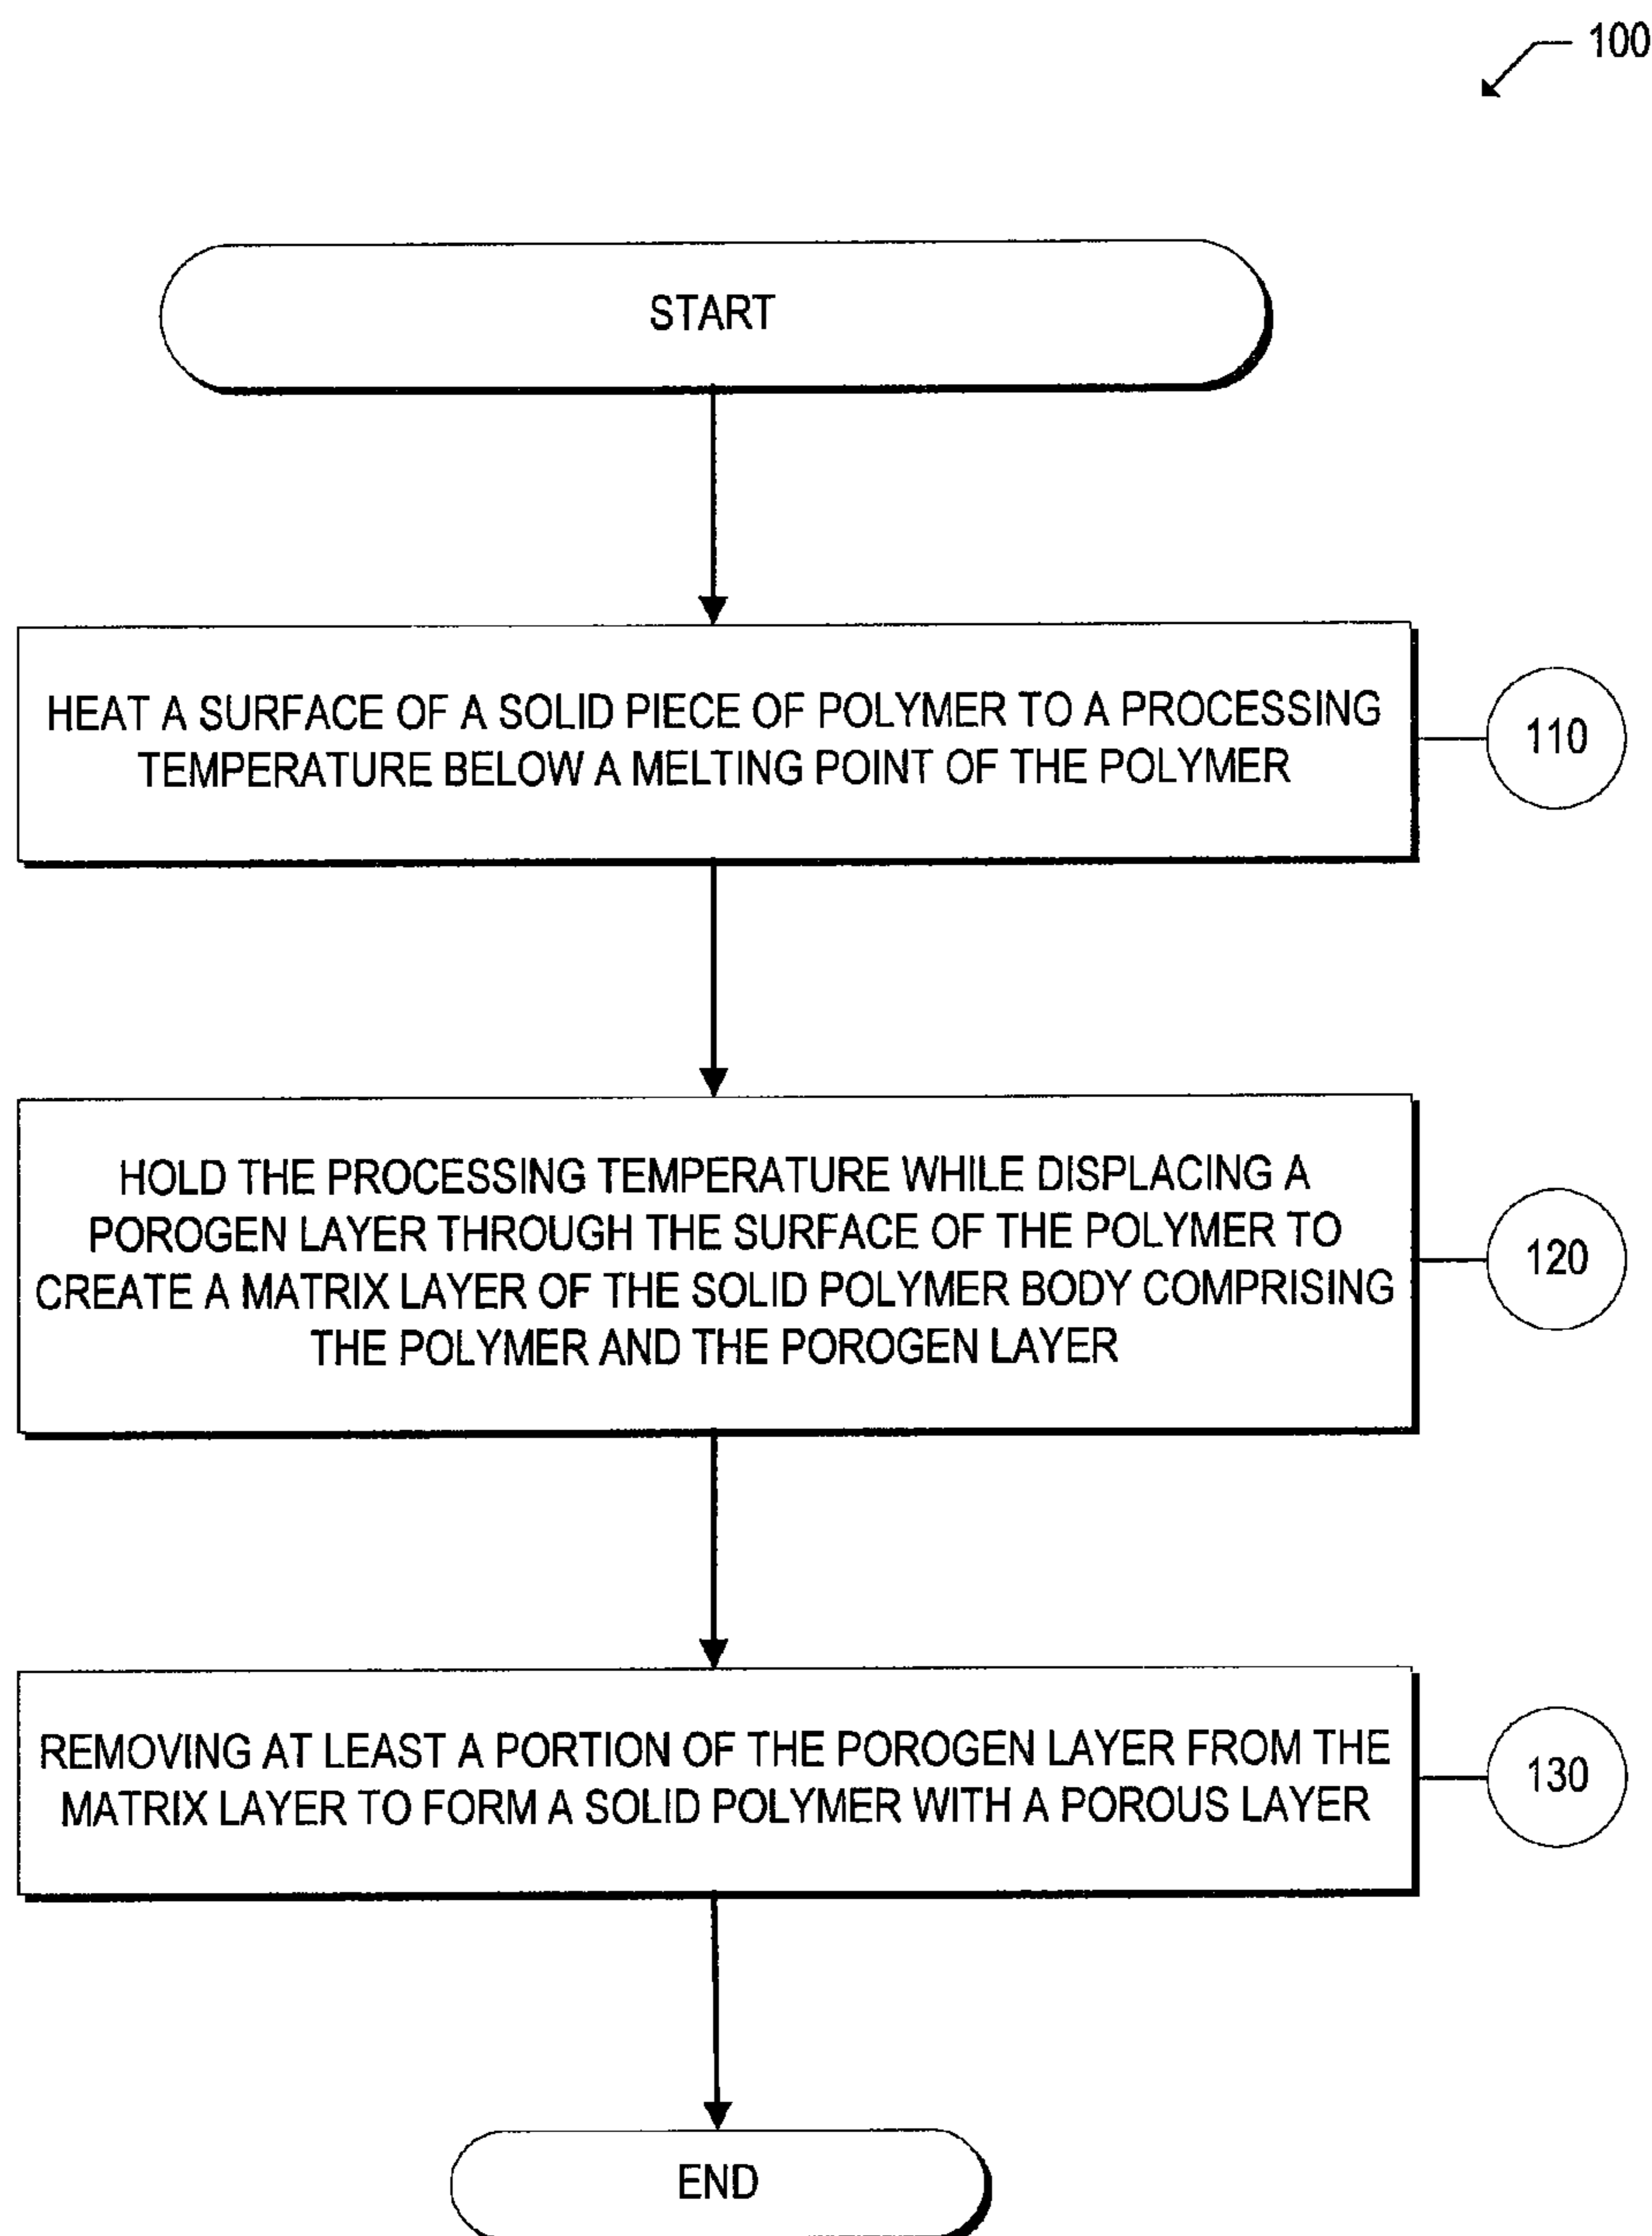 100
START
HEAT A SURFACE OF A SOLID PIECE OF POLYMER TO A PROCESSING
TEMPERATURE BELOW A MELTING POINT OF THE POLYMER
110
HOLD THE PROCESSING TEMPERATURE WHILE DISPLACING A
POROGEN LAYER THROUGH THE SURFACE OF THE POLYMER TO
CREATE A MATRIX LAYER OF THE SOLID POLYMER BODY COMPRISING
THE POLYMER AND THE POROGEN LAYER
120
REMOVING AT LEAST A PORTION OF THE POROGEN LAYER FROM THE
MATRIX LAYER TO FORM A SOLID POLYMER WITH A POROUS LAYER
130
END